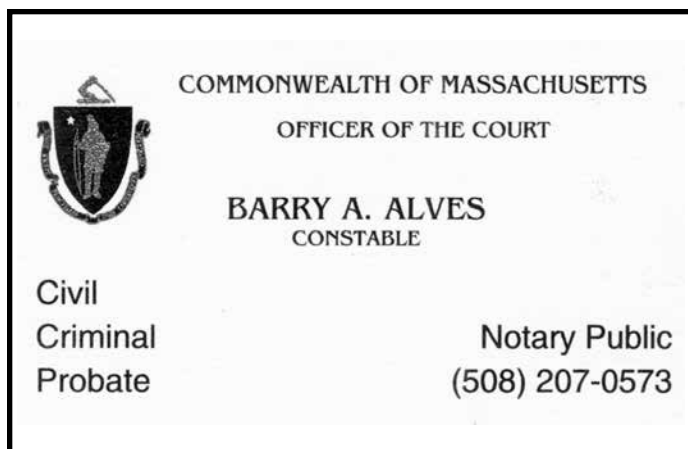 COMMONWEALTH OF MASSACHUSETTS
OFFICER OF THE COURT
BARRY A. ALVES
CONSTABLE
Civil
Criminal
Probate
Notary Public
(508) 207-0573